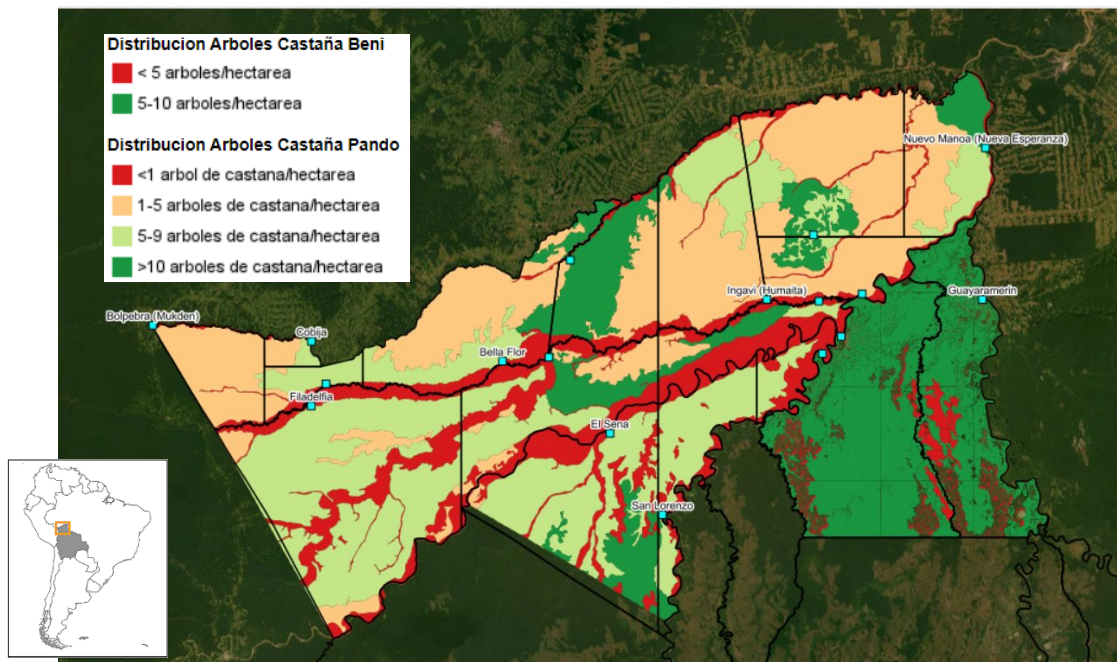 Distribucion Arboles Castaña Beni
< 5 arboles/hectarea
5-10 arboles/hectarea
Distribucion Arboles Castaña Pando
<1 arbol de castana/hectarea
1-5 arboles de castana/hectarea
5-9 arboles de castana/hectarea
>10 arboles de castana/hectarea
Nuevo Manoa (Nueva Esperanza)
Ingavi (Humaita)
Guayaramerin
Bolpebra (Mukden)
Cobija
Bella Flor
Filadelfia
El Sena
San Lorenzo